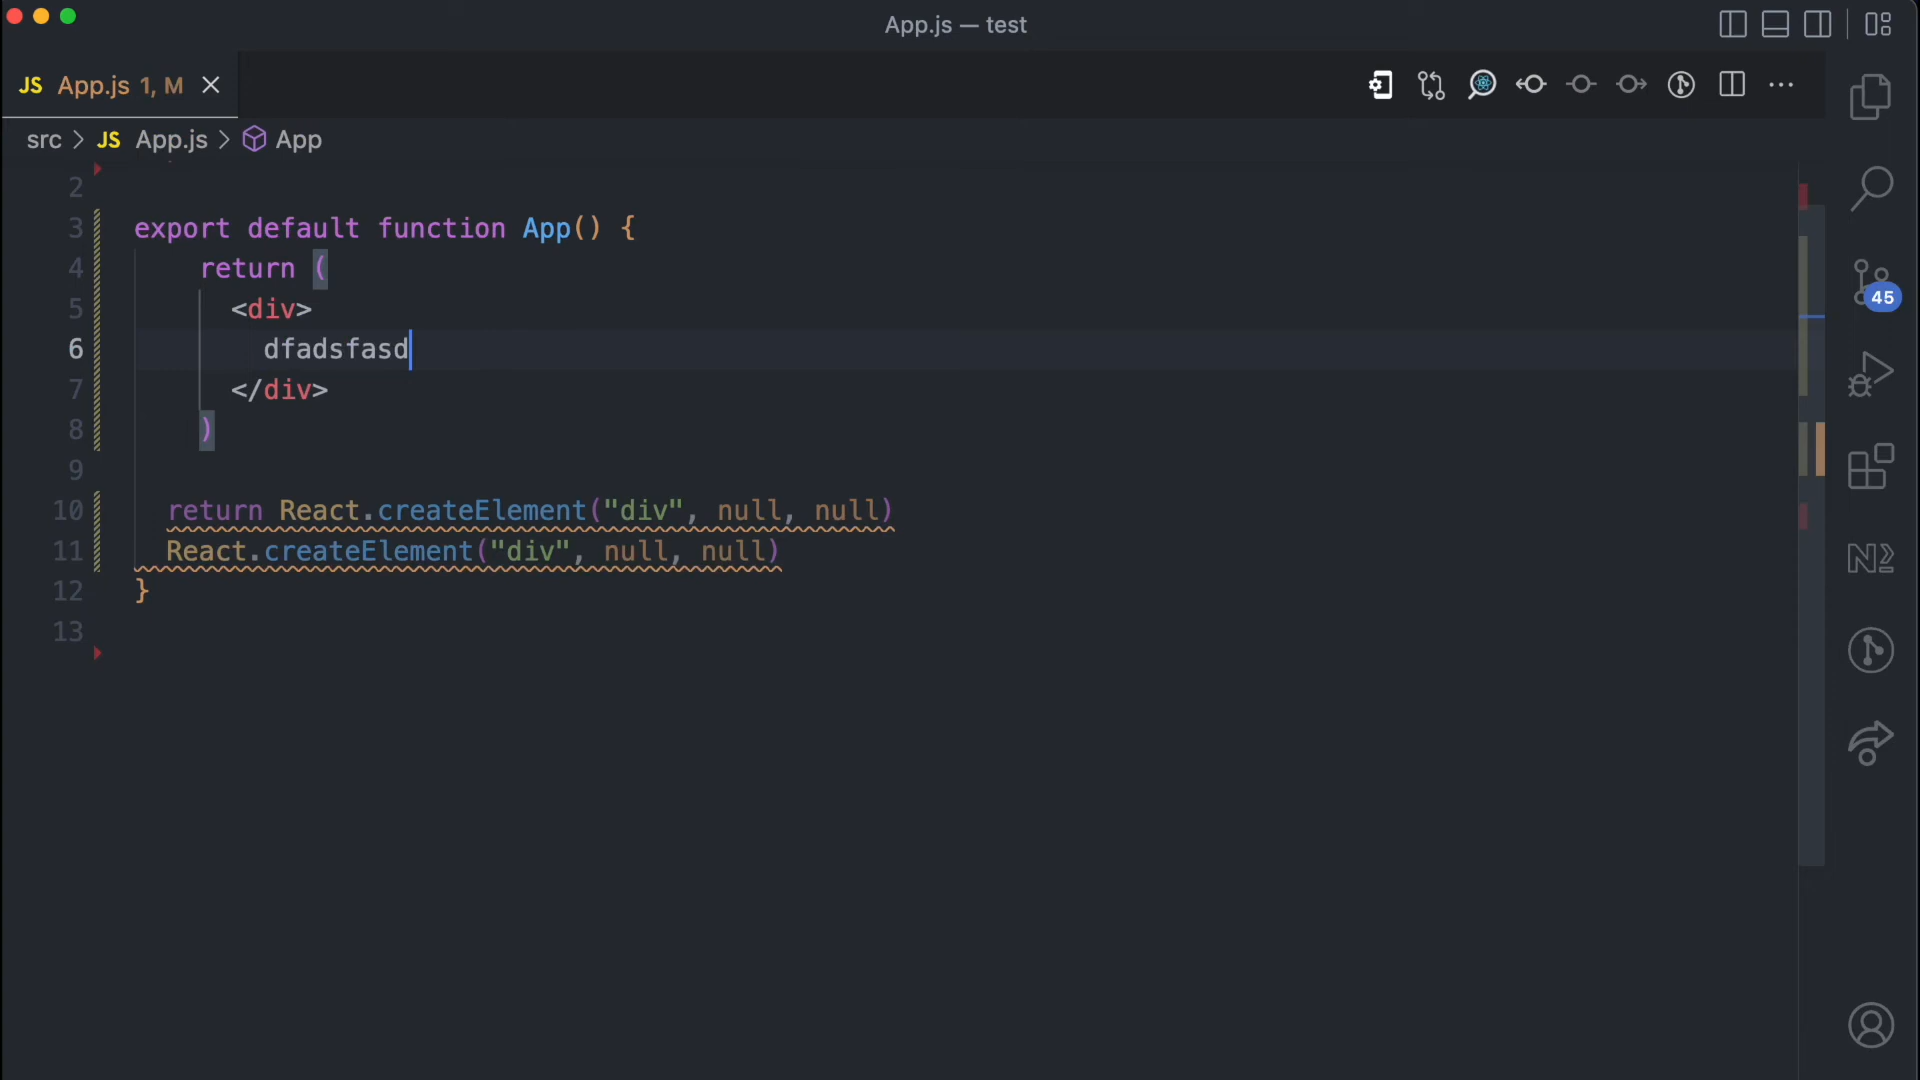 App.js — test
JS App.js 1, M
src > JS App.js > App
2
3 export default function App() {
4 return (
5 <div>
6 dfadsfasd
7 </div>
8 )
9
10 return React.createElement("div", null, null)
11 React.createElement("div", null, null)
12 }
13
45